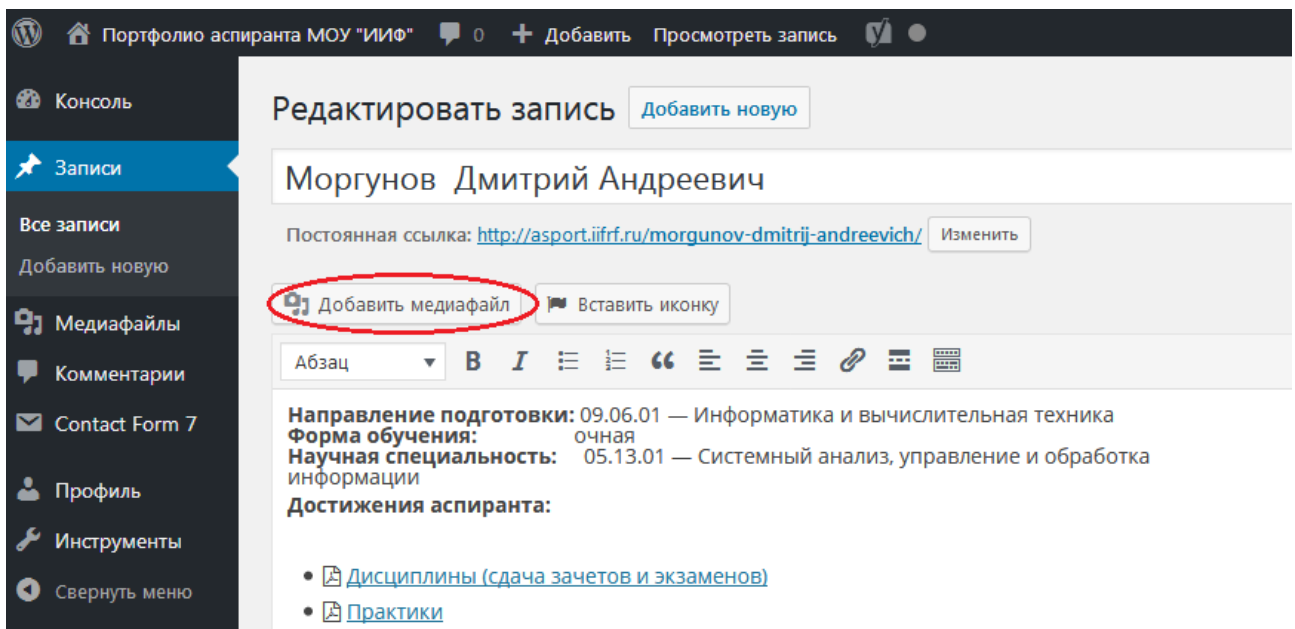 Портфолио аспиранта МОУ "ИИФ" 0 Добавить Просмотреть запись
Консоль
Записи
Все записи
Добавить новую
Медиафайлы
Комментарии
Contact Form 7
Профиль
Инструменты
Свернуть меню
Редактировать запись Добавить новую
Моргунов Дмитрий Андреевич
Постоянная ссылка: http://asport.iifrf.ru/morgunov-dmitrij-andreevich/ Изменить
Добавить медиафайл Вставить иконку
Абзац B I
Направление подготовки: 09.06.01 — Информатика и вычислительная техника
Форма обучения: очная
Научная специальность: 05.13.01 — Системный анализ, управление и обработка
информации
Достижения аспиранта:
Дисциплины (сдача зачетов и экзаменов)
Практики